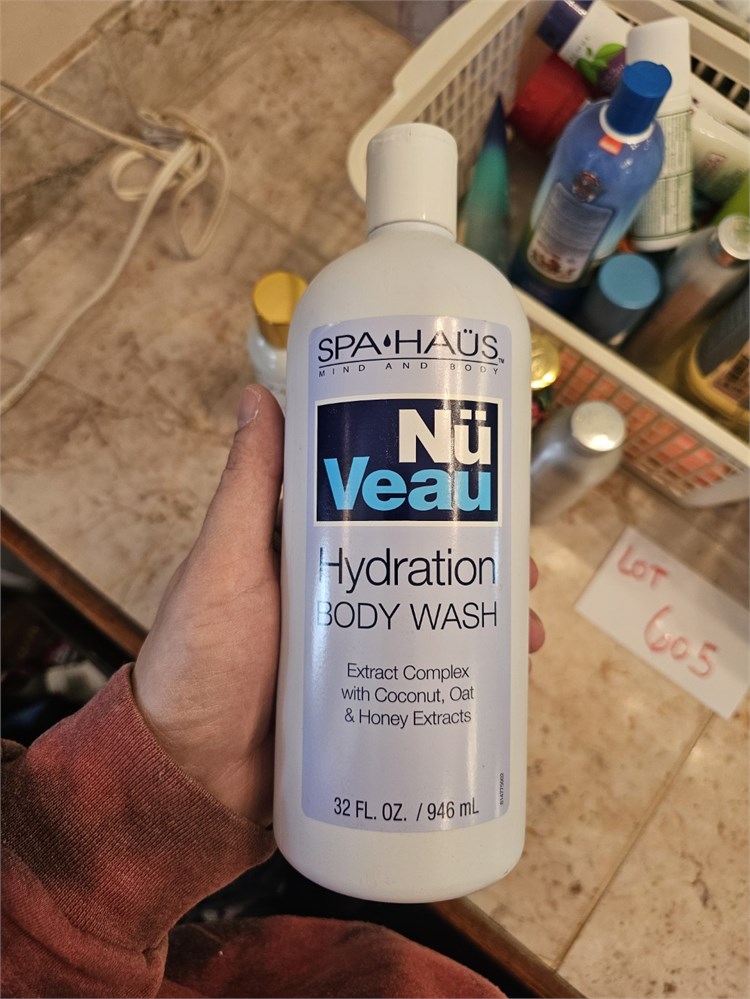 SPA HAÜS™
MIND AND BODY
Nü
Veau
Hydration
BODY WASH
Extract Complex
with Coconut, Oat
& Honey Extracts
32 FL. OZ. / 946 mL
LOT
605